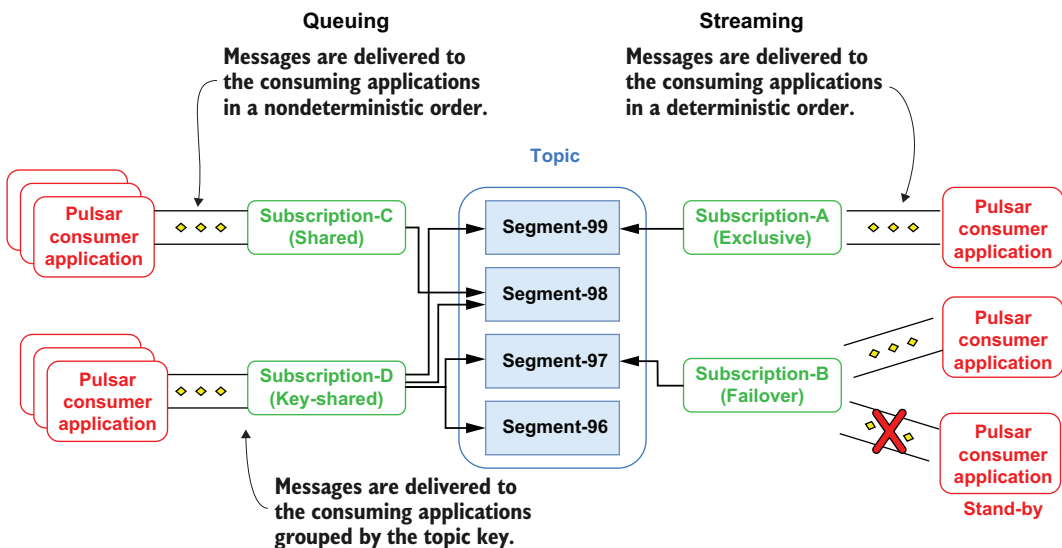 Queuing
Messages are delivered to
the consuming applications
in a nondeterministic order.
Streaming
Messages are delivered to
the consuming applications
in a deterministic order.
Topic
Pulsar
consumer
application
Subscription-C
(Shared)
Segment-99
Segment-98
Segment-97
Segment-96
Subscription-A
(Exclusive)
Pulsar
consumer
application
Pulsar
consumer
application
Subscription-D
(Key-shared)
Subscription-B
(Failover)
Pulsar
consumer
application
Pulsar
consumer
application
Stand-by
Messages are delivered to
the consuming applications
grouped by the topic key.